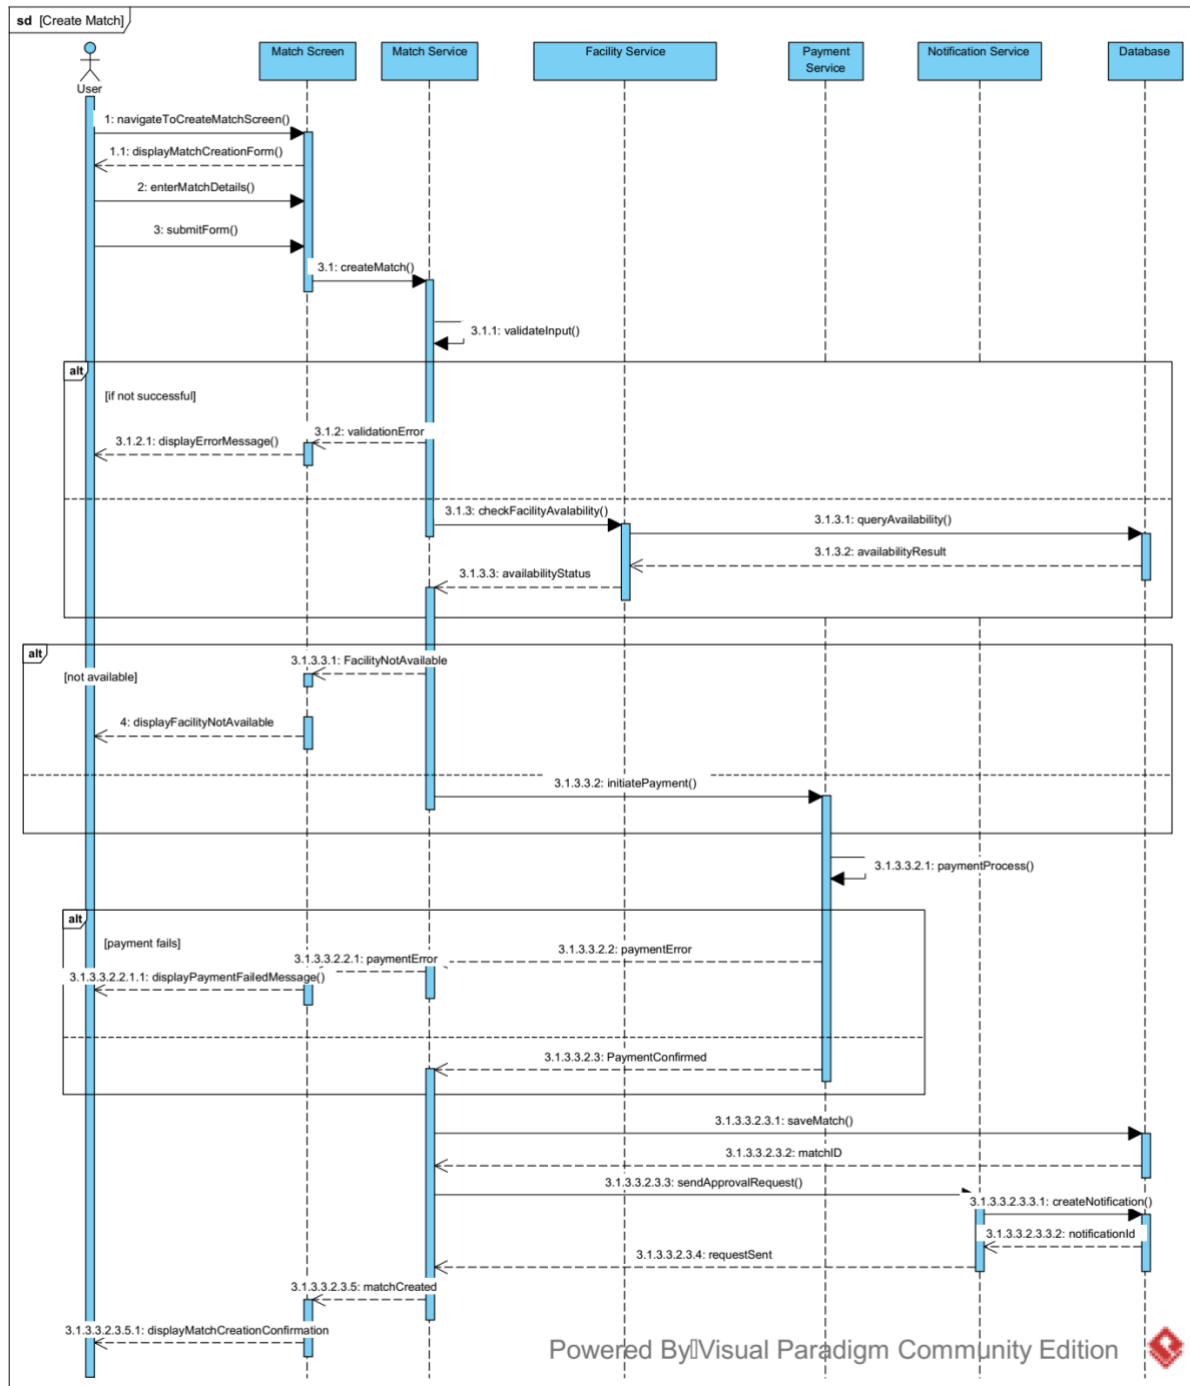 sd [Create Match]
User
Match Screen
Match Service
Facility Service
Payment
Service
Notification Service
Database
1: navigateToCreateMatchScreen()
1.1: displayMatchCreationForm()
2: enterMatchDetails()
3: submitForm()
3.1: createMatch()
3.1.1: validateInput()
alt
[if not successful]
3.1.2: validationError
3.1.2.1: displayErrorMessage()
3.1.3: checkFacilityAvalability()
3.1.3.1: queryAvailability()
3.1.3.2: availabilityResult
3.1.3.3: availabilityStatus
alt
[not available]
3.1.3.3.1: FacilityNotAvailable
4: displayFacilityNotAvailable
3.1.3.3.2: initiatePayment()
3.1.3.3.2.1: paymentProcess()
alt
[payment fails]
3.1.3.3.2.2: paymentError
3.1.3.3.2.2.1: paymentError
3.1.3.3.2.2.1.1: displayPaymentFailedMessage()
3.1.3.3.2.3: PaymentConfirmed
3.1.3.3.2.3.1: saveMatch()
3.1.3.3.2.3.2: matchID
3.1.3.3.2.3.3: sendApprovalRequest()
3.1.3.3.2.3.3.1: createNotification()
3.1.3.3.2.3.3.2: notificationId
3.1.3.3.2.3.4: requestSent
3.1.3.3.2.3.5: matchCreated
3.1.3.3.2.3.5.1: displayMatchCreationConfirmation
Powered By Visual Paradigm Community Edition